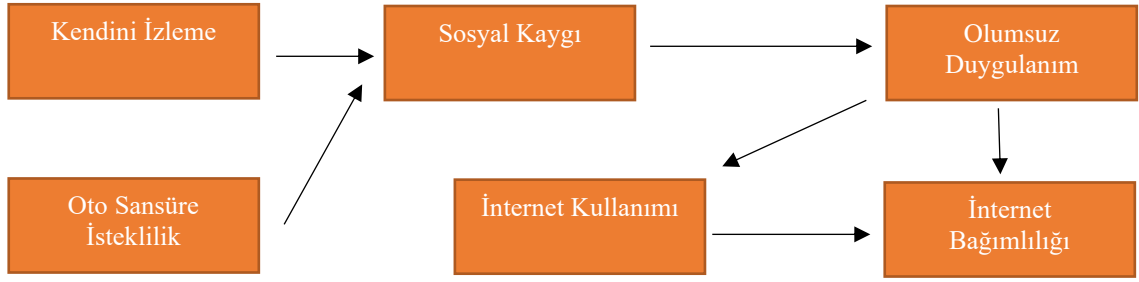 Kendini İzleme
Sosyal Kaygı
Olumsuz
Duygulanım
Oto Sansüre
İsteklilik
İnternet Kullanımı
İnternet
Bağımlılığı